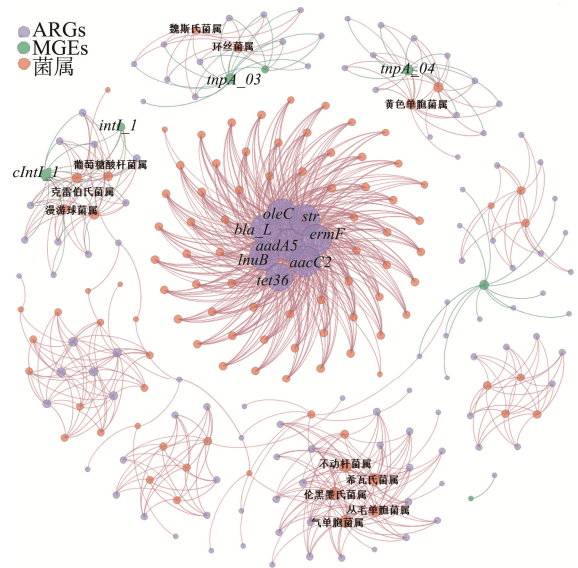 ARGs
MGEs
菌属
魏斯氏菌属
环丝菌属
tnpA_03
tnpA_04
黄色单胞菌属
intI_1
cIntI_1
葡萄糖酸杆菌属
克雷伯氏菌属
漫游球菌属
oleC
str
bla_L
ermF
aadA5
lnuB
aacC2
tet36
不动杆菌属
希瓦氏菌属
伦黑墨氏菌属
丛毛单胞菌属
气单胞菌属